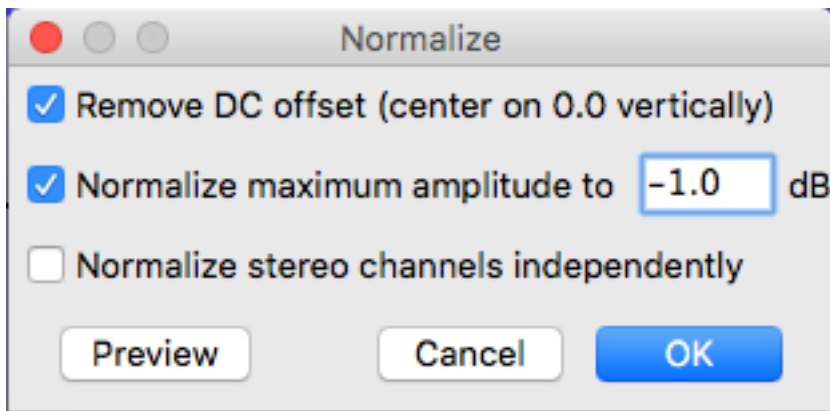 Normalize
Remove DC offset (center on 0.0 vertically)
Normalize maximum amplitude to -1.0 dB
Normalize stereo channels independently
Preview Cancel OK